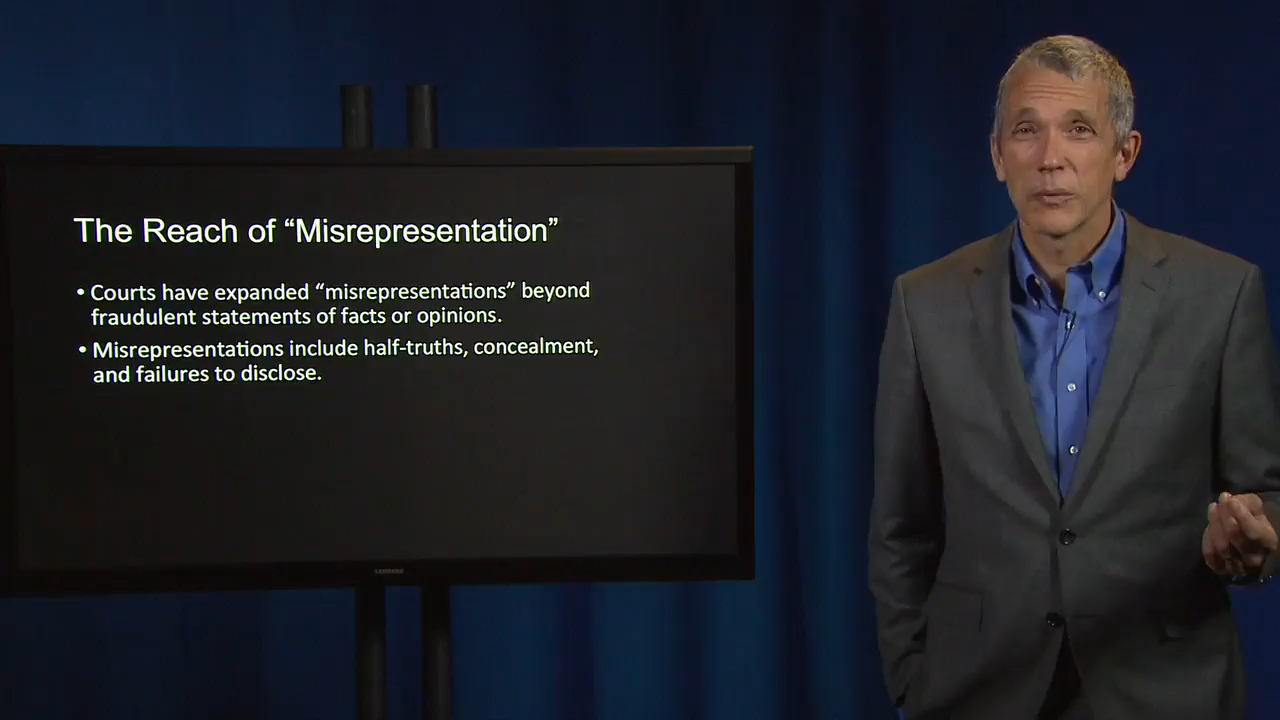 The Reach of “Misrepresentation”
• Courts have expanded “misrepresentations” beyond
fraudulent statements of facts or opinions.
• Misrepresentations include half-truths, concealment,
and failures to disclose.
SAMSUNG